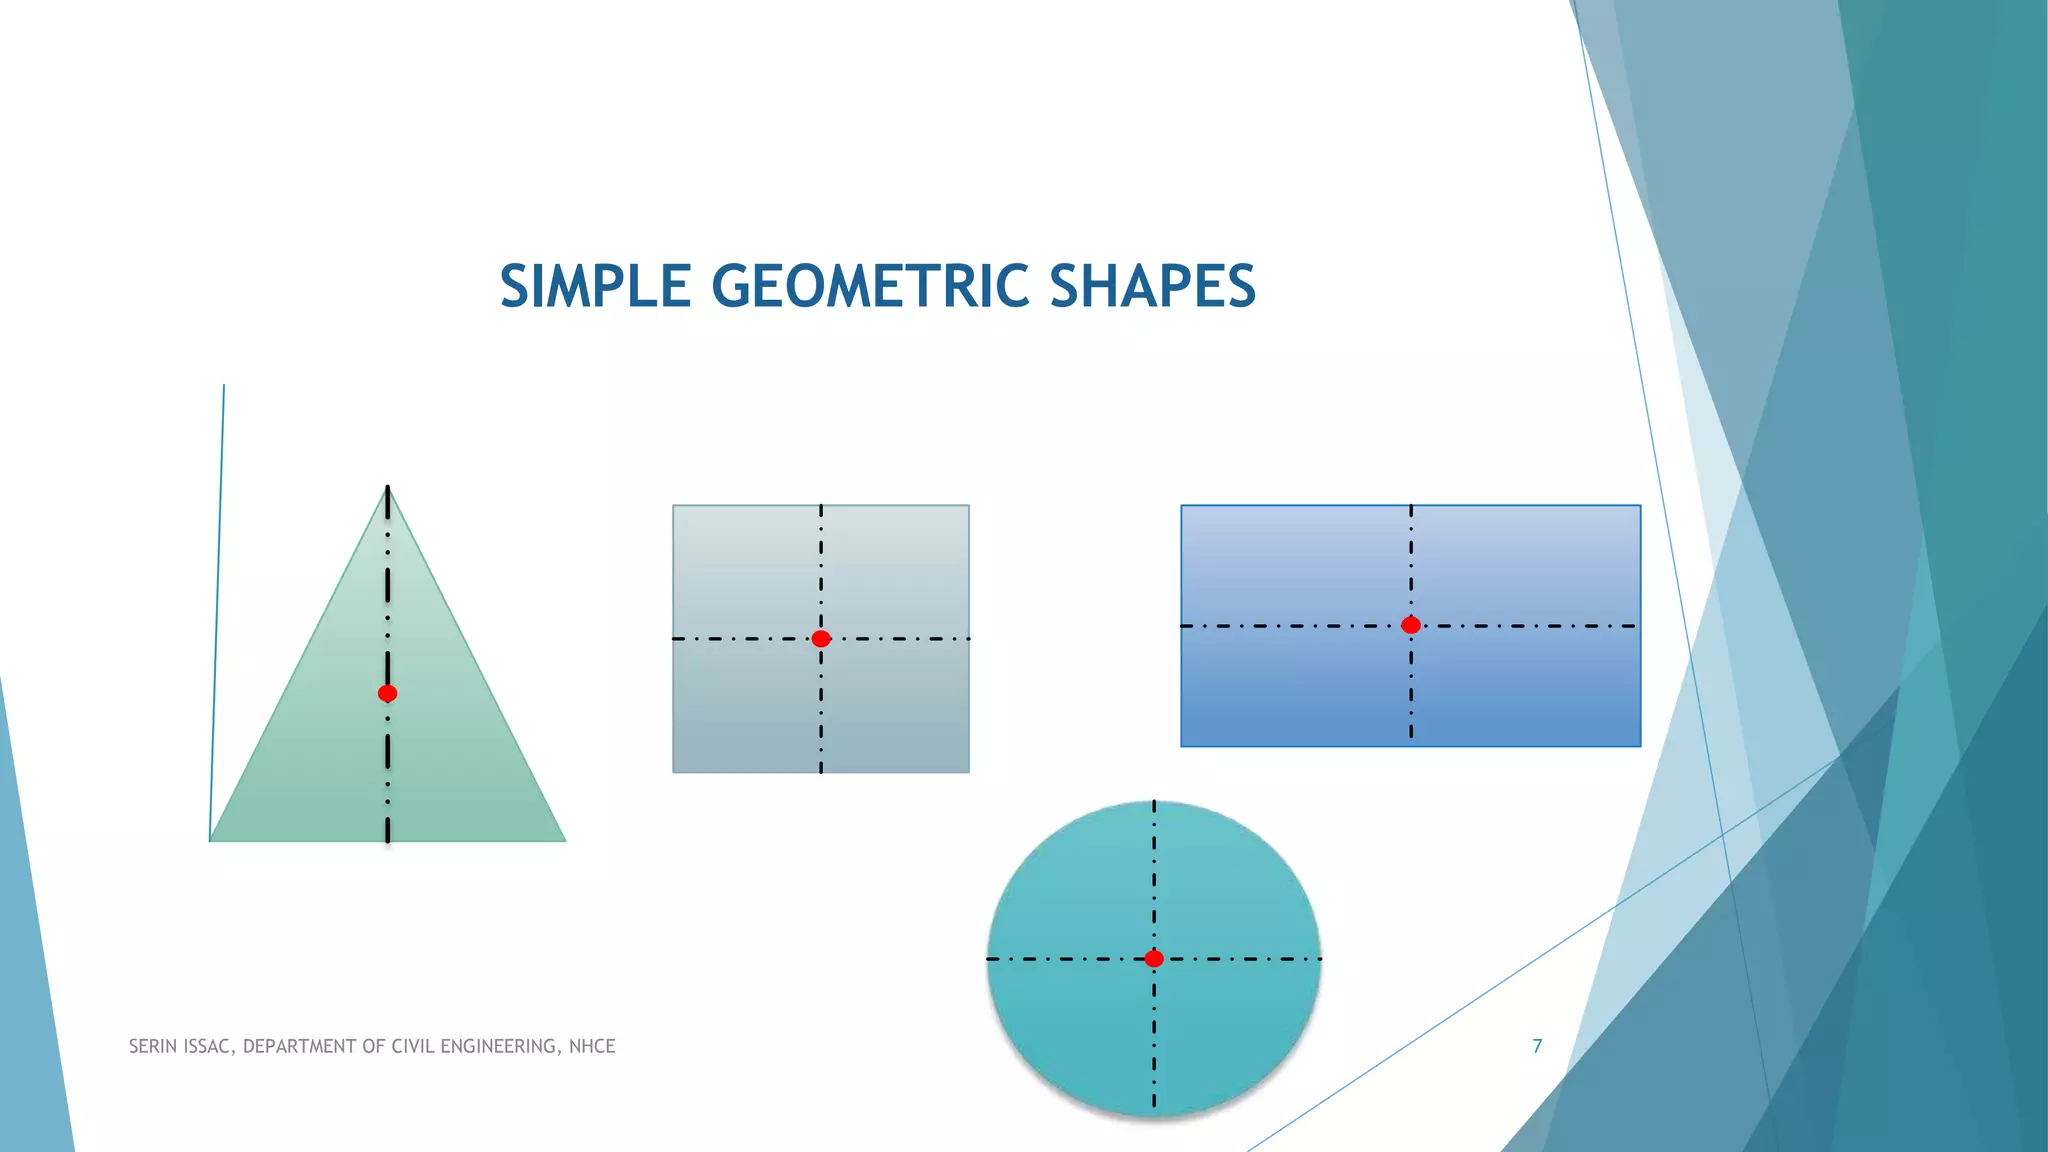 SIMPLE GEOMETRIC SHAPES
SERIN ISSAC, DEPARTMENT OF CIVIL ENGINEERING, NHCE
7